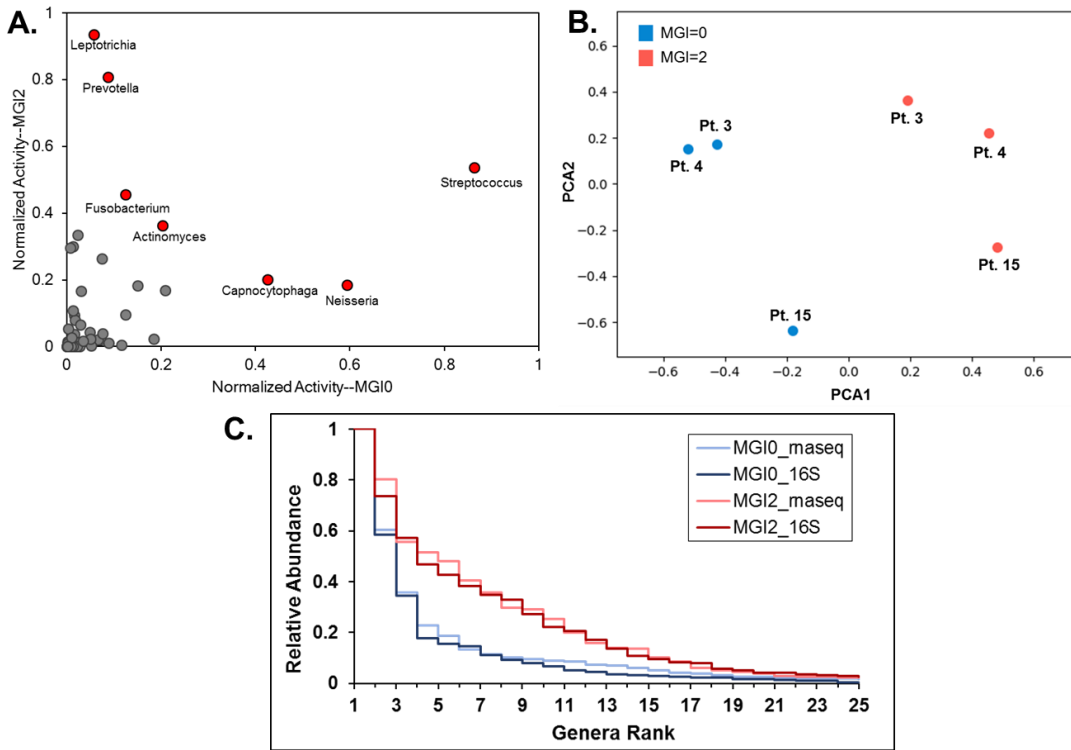 A.
1
0.8
0.6
0.4
0.2
0
Normalized Activity--MGI2
Leptotrichia
Prevotella
Fusobacterium
Actinomyces
Streptococcus
Capnocytophaga
Neisseria
0
0.2
0.4
0.6
0.8
1
Normalized Activity--MGI0
B.
MGI=0
MGI=2
0.6
0.4
0.2
0.0
−0.2
−0.4
−0.6
PCA2
Pt. 3
Pt. 4
Pt. 15
Pt. 3
Pt. 4
Pt. 15
−0.6
−0.4
−0.2
0.0
0.2
0.4
0.6
PCA1
C.
1
0.8
0.6
0.4
0.2
0
Relative Abundance
MGI0_rnaseq
MGI0_16S
MGI2_rnaseq
MGI2_16S
1 3 5 7 9 11 13 15 17 19 21 23 25
Genera Rank